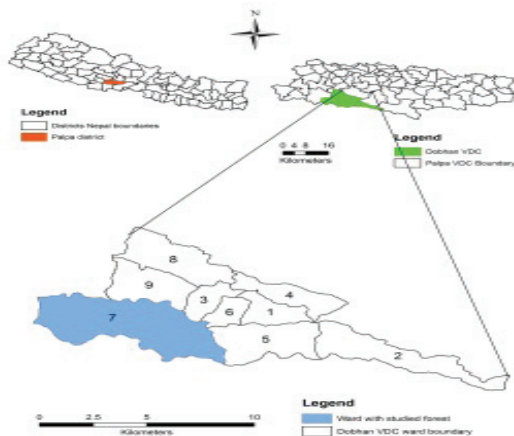 N
Legend
Districts Nepal boundaries
Palpa district
Legend
Dobhan VDC
Palpa VDC Boundary
0 4 8 16
Kilometers
8
9
3
4
6
1
7
5
2
Legend
Ward with studied forest
Dobhan VDC ward boundary
0 2.5 5 10
Kilometers